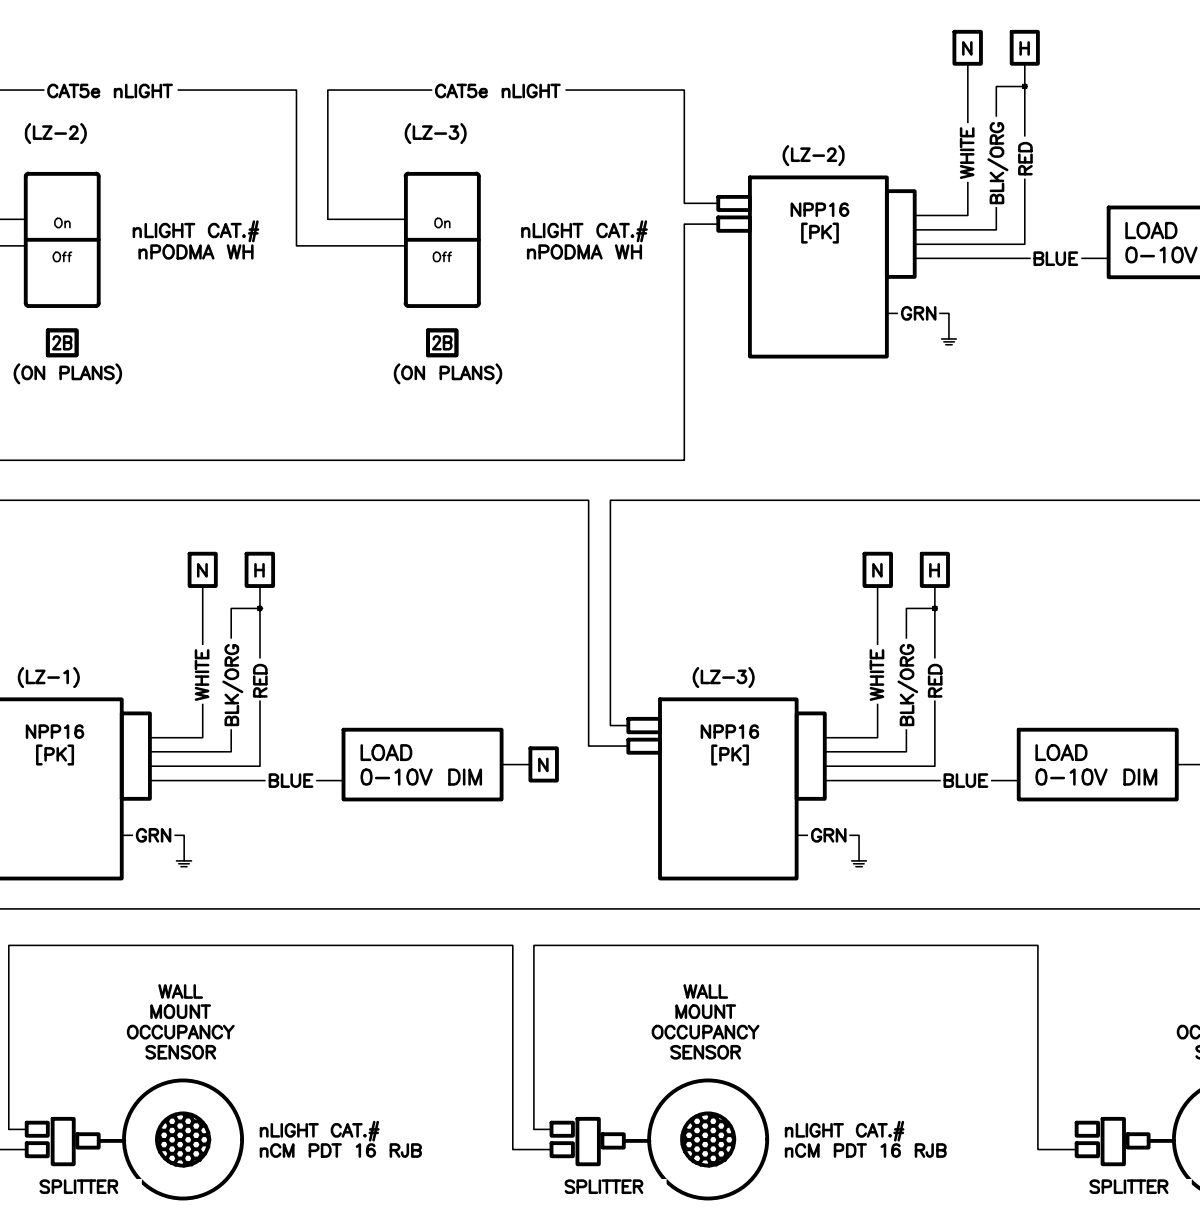 N
H
CAT5e nLIGHT
CAT5e nLIGHT
(LZ-2)
(LZ-3)
WHITE
BLK/ORG
RED
(LZ-2)
On
Off
nLIGHT CAT.#
nPODMA WH
On
Off
nLIGHT CAT.#
nPODMA WH
NPP16
[PK]
LOAD
0-10V
BLUE
GRN
2B
(ON PLANS)
2B
(ON PLANS)
N
H
WHITE
BLK/ORG
RED
(LZ-1)
NPP16
[PK]
LOAD
0-10V DIM
N
BLUE
GRN
N
H
WHITE
BLK/ORG
RED
(LZ-3)
NPP16
[PK]
LOAD
0-10V DIM
BLUE
GRN
WALL
MOUNT
OCCUPANCY
SENSOR
nLIGHT CAT.#
nCM PDT 16 RJB
SPLITTER
WALL
MOUNT
OCCUPANCY
SENSOR
nLIGHT CAT.#
nCM PDT 16 RJB
SPLITTER
SPLITTER